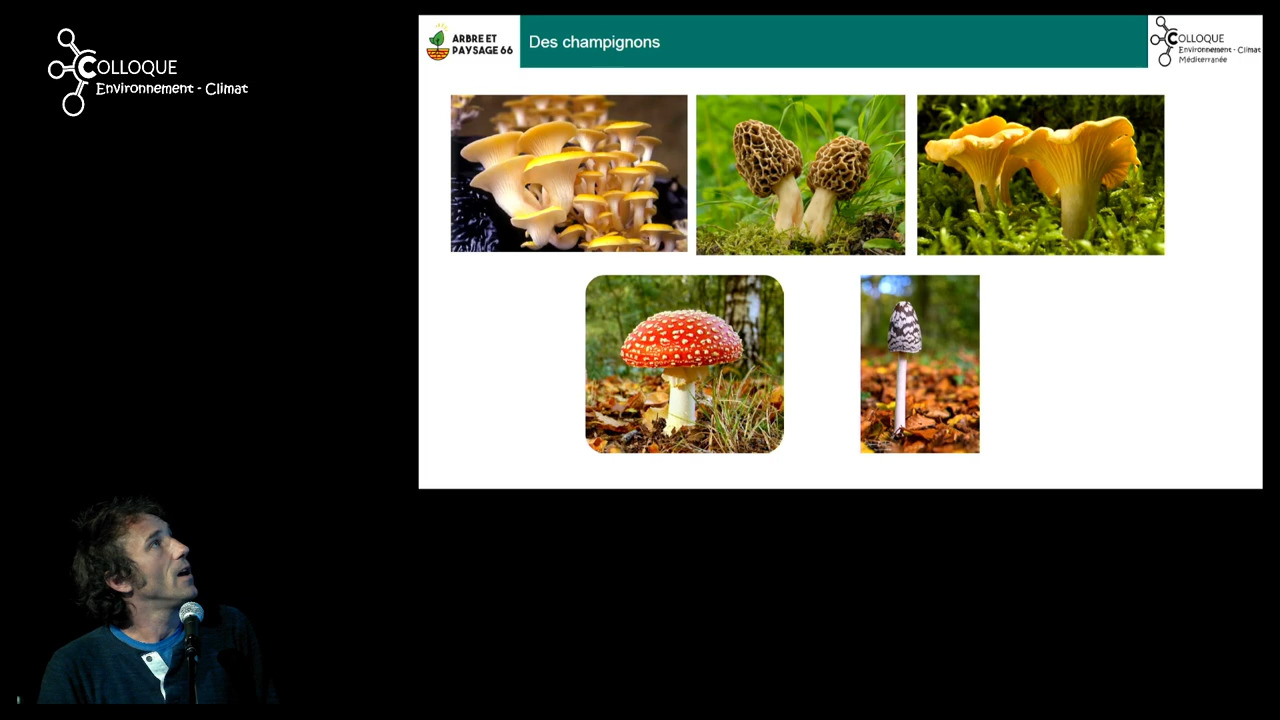 COLLOQUE
Environnement - Climat
ARBRE ET
PAYSAGE 66
Des champignons
COLLOQUE
Environnement - Climat
Méditerranée